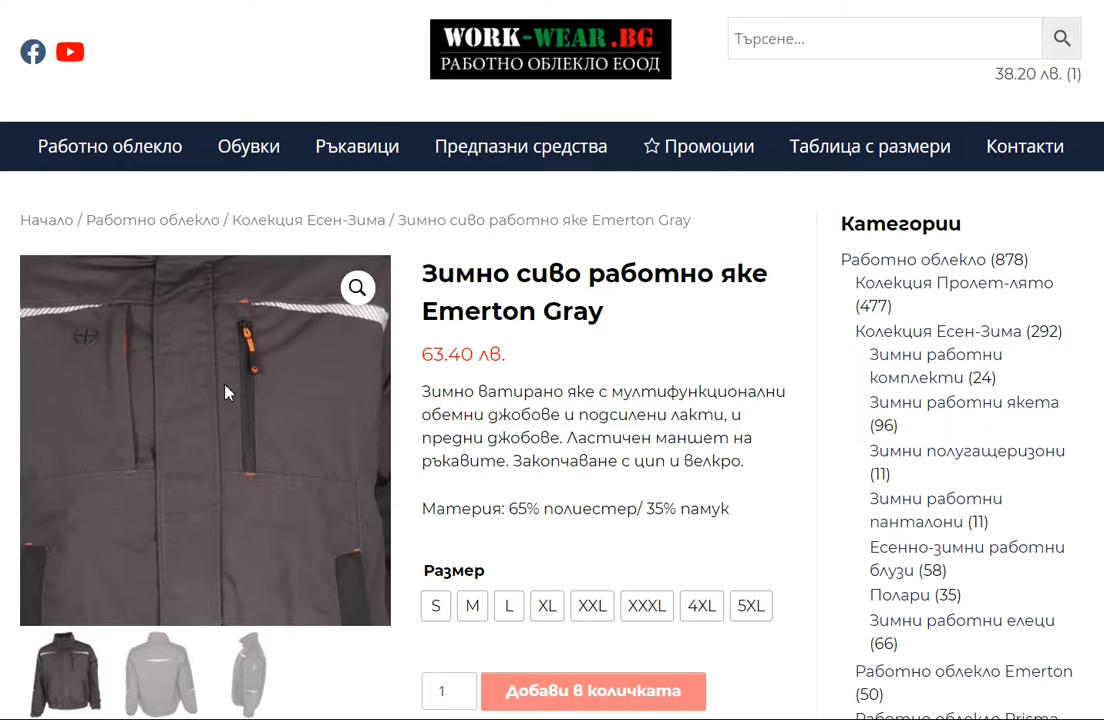 WORK-WEAR.BG
РАБОТНО ОБЛЕКЛО ЕООД
Търсене...
38.20 лв. (1)
Работно облекло
Обувки
Ръкавици
Предпазни средства
Промоции
Таблица с размери
Контакти
Начало / Работно облекло / Колекция Есен-Зима / Зимно сиво работно яке Emerton Gray
Зимно сиво работно яке
Emerton Gray
63.40 лв.
Зимно ватирано яке с мултифункционални
обемни джобове и подсилени лакти, и
предни джобове. Ластичен маншет на
ръкавите. Закопчаване с цип и велкро.
Материя: 65% полиестер/ 35% памук
Размер
S M L XL XXL XXXL 4XL 5XL
1
Добави в количката
Категории
Работно облекло (878)
Колекция Пролет-лято
(477)
Колекция Есен-Зима (292)
Зимни работни
комплекти (24)
Зимни работни якета
(96)
Зимни полугащеризони
(11)
Зимни работни
панталони (11)
Есенно-зимни работни
блузи (58)
Полари (35)
Зимни работни елеци
(66)
Работно облекло Emerton
(50)
Работно облекло Prisma